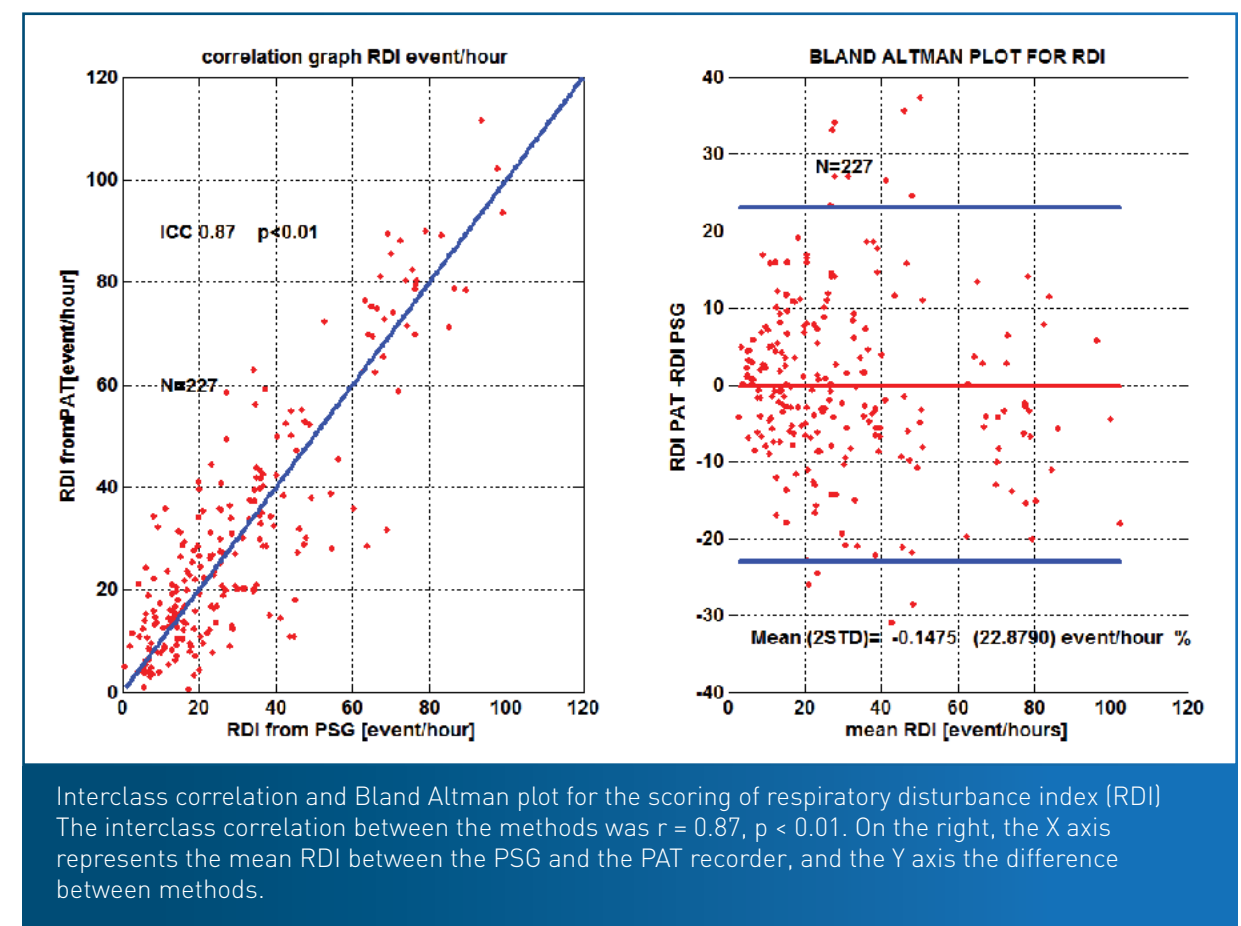 correlation graph RDI event/hour
120
100
80
60
40
20
0
RDI fromPAT[event/hour]
ICC 0.87 p<0.01
N=227
0 20 40 60 80 100 120
RDI from PSG [event/hour]
BLAND ALTMAN PLOT FOR RDI
40
30
20
10
0
-10
-20
-30
-40
RDI PAT -RDI PSG
N=227
Mean (2STD)= -0.1475 (22.8790) event/hour %
0 20 40 60 80 100 120
mean RDI [event/hours]
Interclass correlation and Bland Altman plot for the scoring of respiratory disturbance index (RDI)
The interclass correlation between the methods was r = 0.87, p < 0.01. On the right, the X axis
represents the mean RDI between the PSG and the PAT recorder, and the Y axis the difference
between methods.